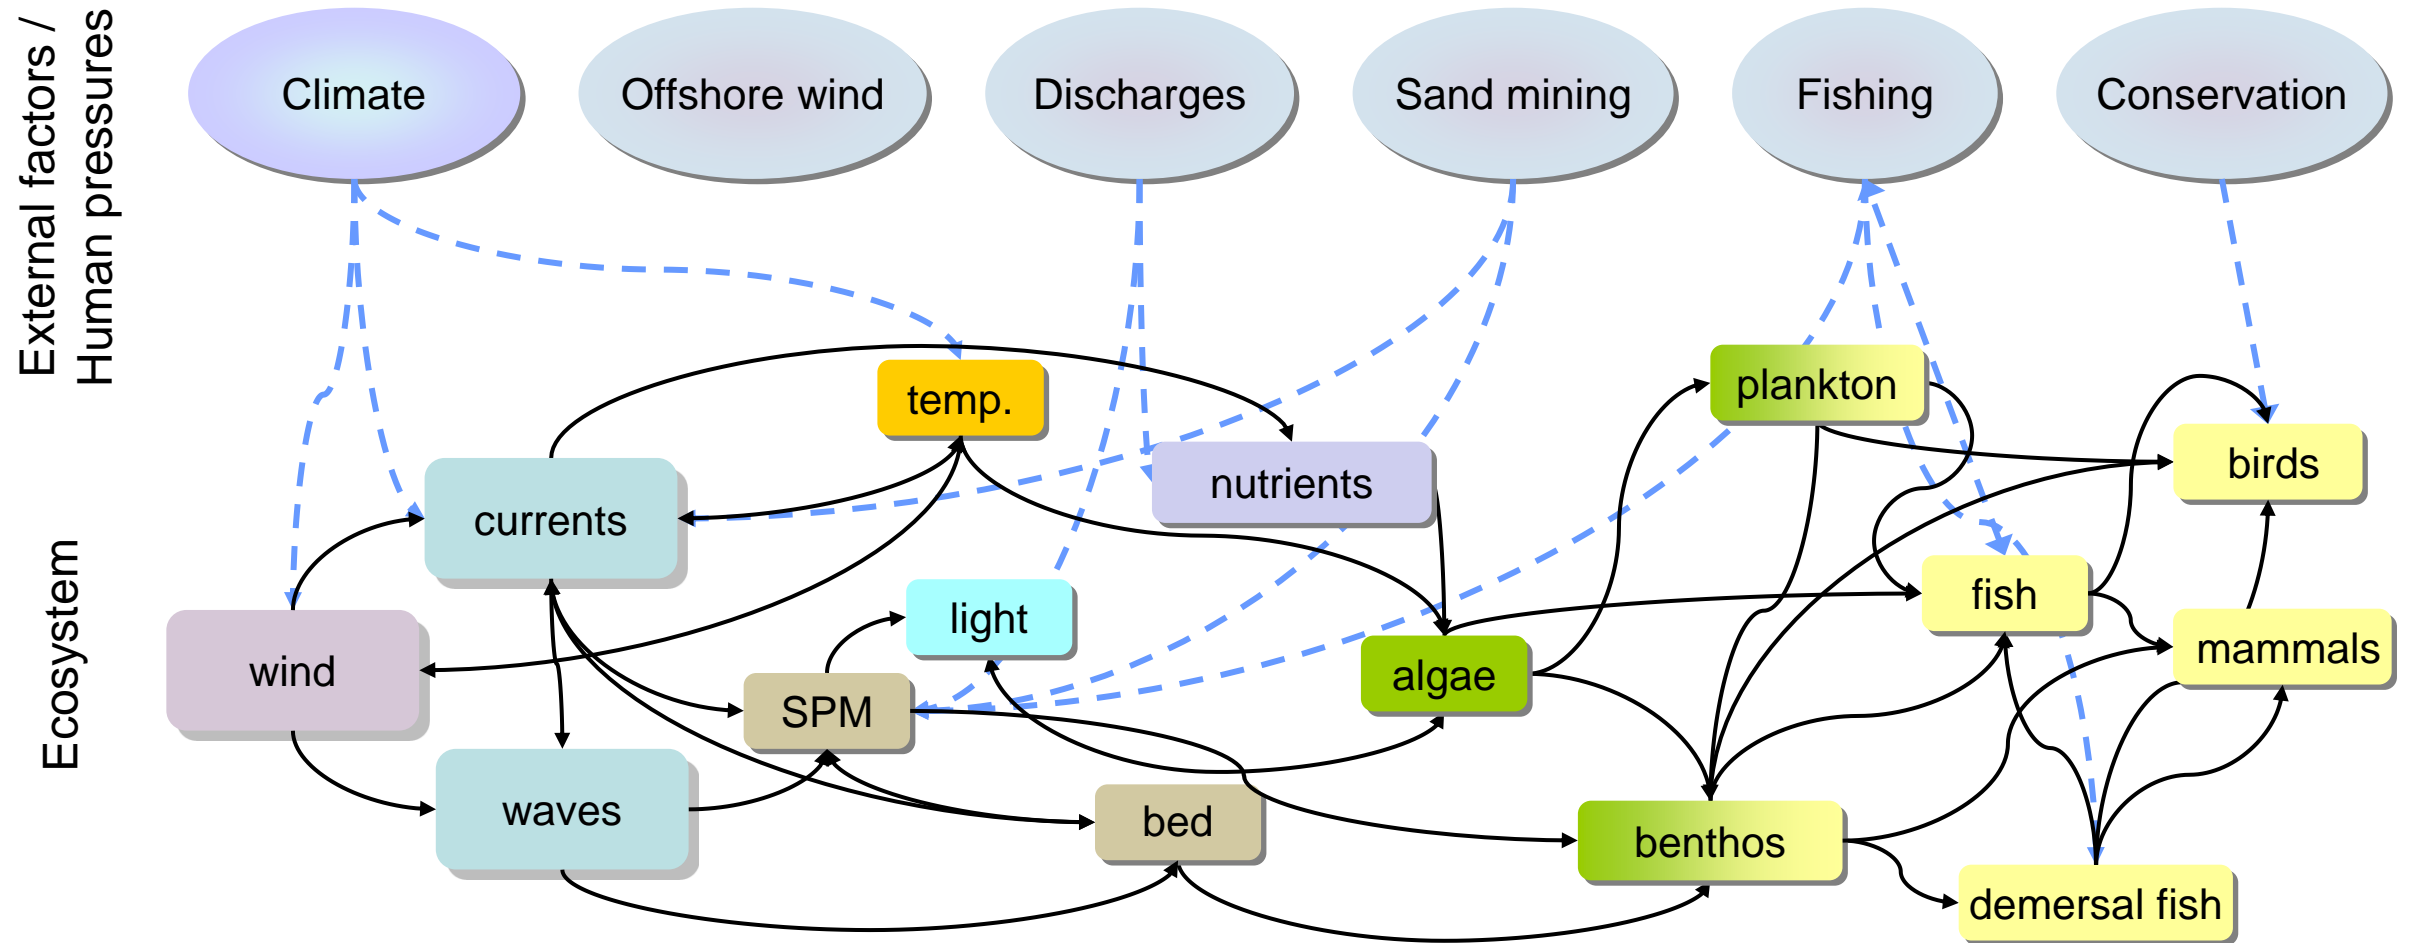 External factors /
Human pressures
Climate
Offshore wind
Discharges
Sand mining
Fishing
Conservation
Ecosystem
temp.
plankton
nutrients
birds
currents
light
fish
wind
algae
mammals
SPM
waves
bed
benthos
demersal fish